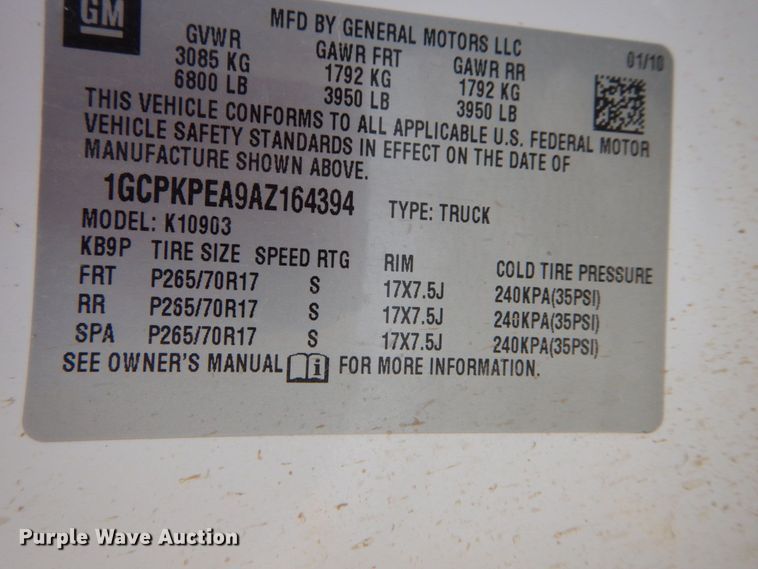 GM
MFD BY GENERAL MOTORS LLC
01/10
GVWR GAWR FRT GAWR RR
3085 KG 1792 KG 1792 KG
6800 LB 3950 LB 3950 LB
THIS VEHICLE CONFORMS TO ALL APPLICABLE U.S. FEDERAL MOTOR
VEHICLE SAFETY STANDARDS IN EFFECT ON THE DATE OF
MANUFACTURE SHOWN ABOVE.
1GCPKPEA9AZ164394 TYPE: TRUCK
MODEL: K10903
KB9P TIRE SIZE SPEED RTG RIM COLD TIRE PRESSURE
FRT P265/70R17 S 17X7.5J 240KPA(35PSI)
RR P265/70R17 S 17X7.5J 240KPA(35PSI)
SPA P265/70R17 S 17X7.5J 240KPA(35PSI)
SEE OWNER'S MANUAL i FOR MORE INFORMATION.
Purple Wave Auction